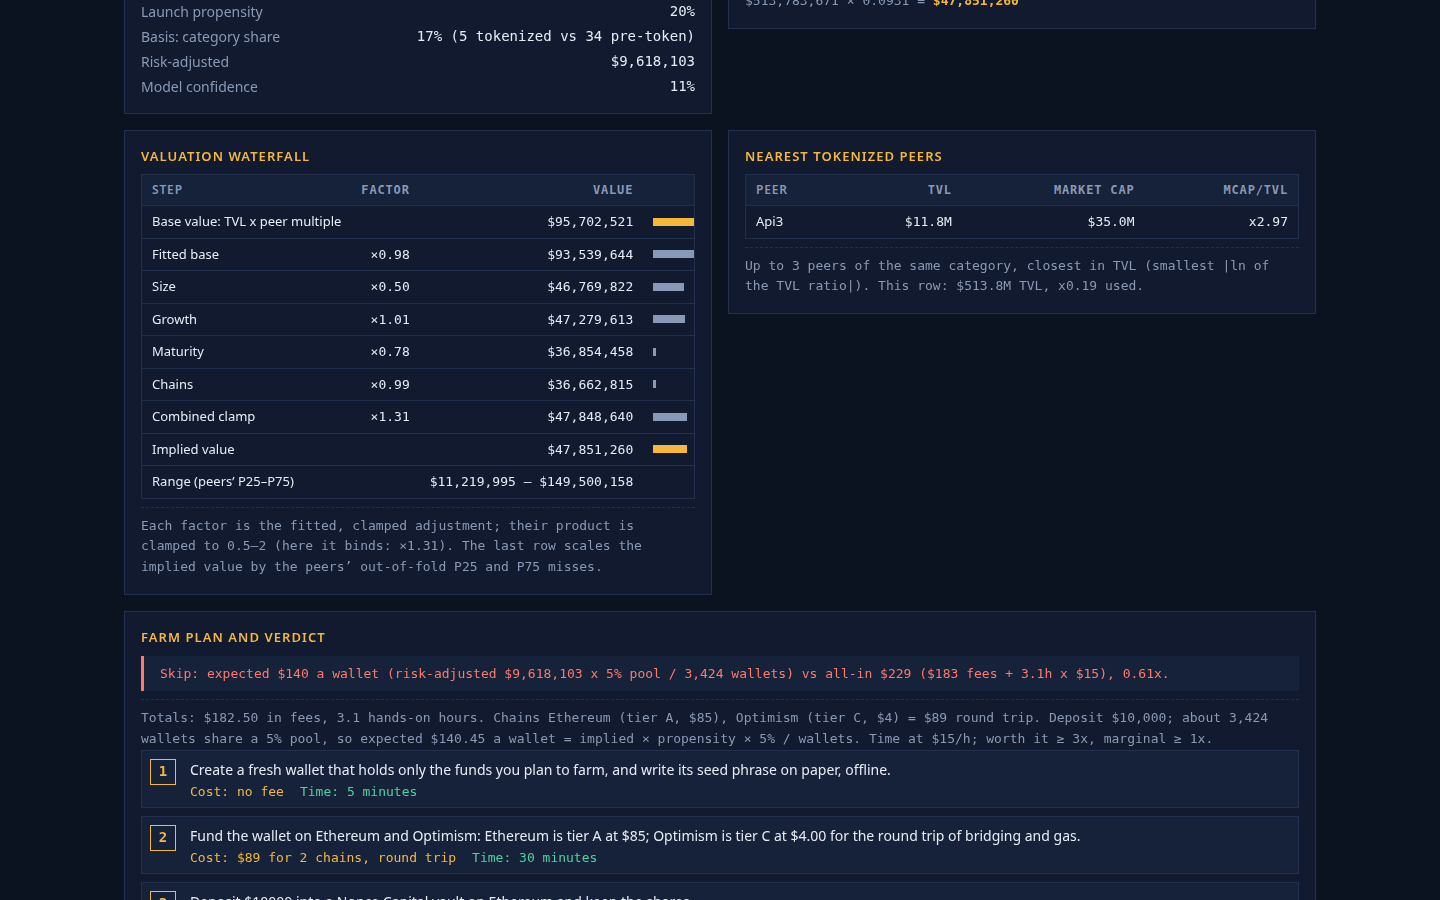 Launch propensity 20%
Basis: category share 17% (5 tokenized vs 34 pre-token)
Risk-adjusted $9,618,103
Model confidence 11%
$513,783,671 × 0.0931 = $47,851,260
VALUATION WATERFALL
STEP FACTOR VALUE
Base value: TVL x peer multiple $95,702,521
Fitted base ×0.98 $93,539,644
Size ×0.50 $46,769,822
Growth ×1.01 $47,279,613
Maturity ×0.78 $36,854,458
Chains ×0.99 $36,662,815
Combined clamp ×1.31 $47,848,640
Implied value $47,851,260
Range (peers’ P25–P75) $11,219,995 – $149,500,158
Each factor is the fitted, clamped adjustment; their product is
clamped to 0.5–2 (here it binds: ×1.31). The last row scales the
implied value by the peers’ out-of-fold P25 and P75 misses.
NEAREST TOKENIZED PEERS
PEER TVL MARKET CAP MCAP/TVL
Api3 $11.8M $35.0M x2.97
Up to 3 peers of the same category, closest in TVL (smallest |ln of
the TVL ratio|). This row: $513.8M TVL, x0.19 used.
FARM PLAN AND VERDICT
Skip: expected $140 a wallet (risk-adjusted $9,618,103 x 5% pool / 3,424 wallets) vs all-in $229 ($183 fees + 3.1h x $15), 0.61x.
Totals: $182.50 in fees, 3.1 hands-on hours. Chains Ethereum (tier A, $85), Optimism (tier C, $4) = $89 round trip. Deposit $10,000; about 3,424
wallets share a 5% pool, so expected $140.45 a wallet = implied × propensity × 5% / wallets. Time at $15/h; worth it ≥ 3x, marginal ≥ 1x.
1 Create a fresh wallet that holds only the funds you plan to farm, and write its seed phrase on paper, offline.
Cost: no fee Time: 5 minutes
2 Fund the wallet on Ethereum and Optimism: Ethereum is tier A at $85; Optimism is tier C at $4.00 for the round trip of bridging and gas.
Cost: $89 for 2 chains, round trip Time: 30 minutes